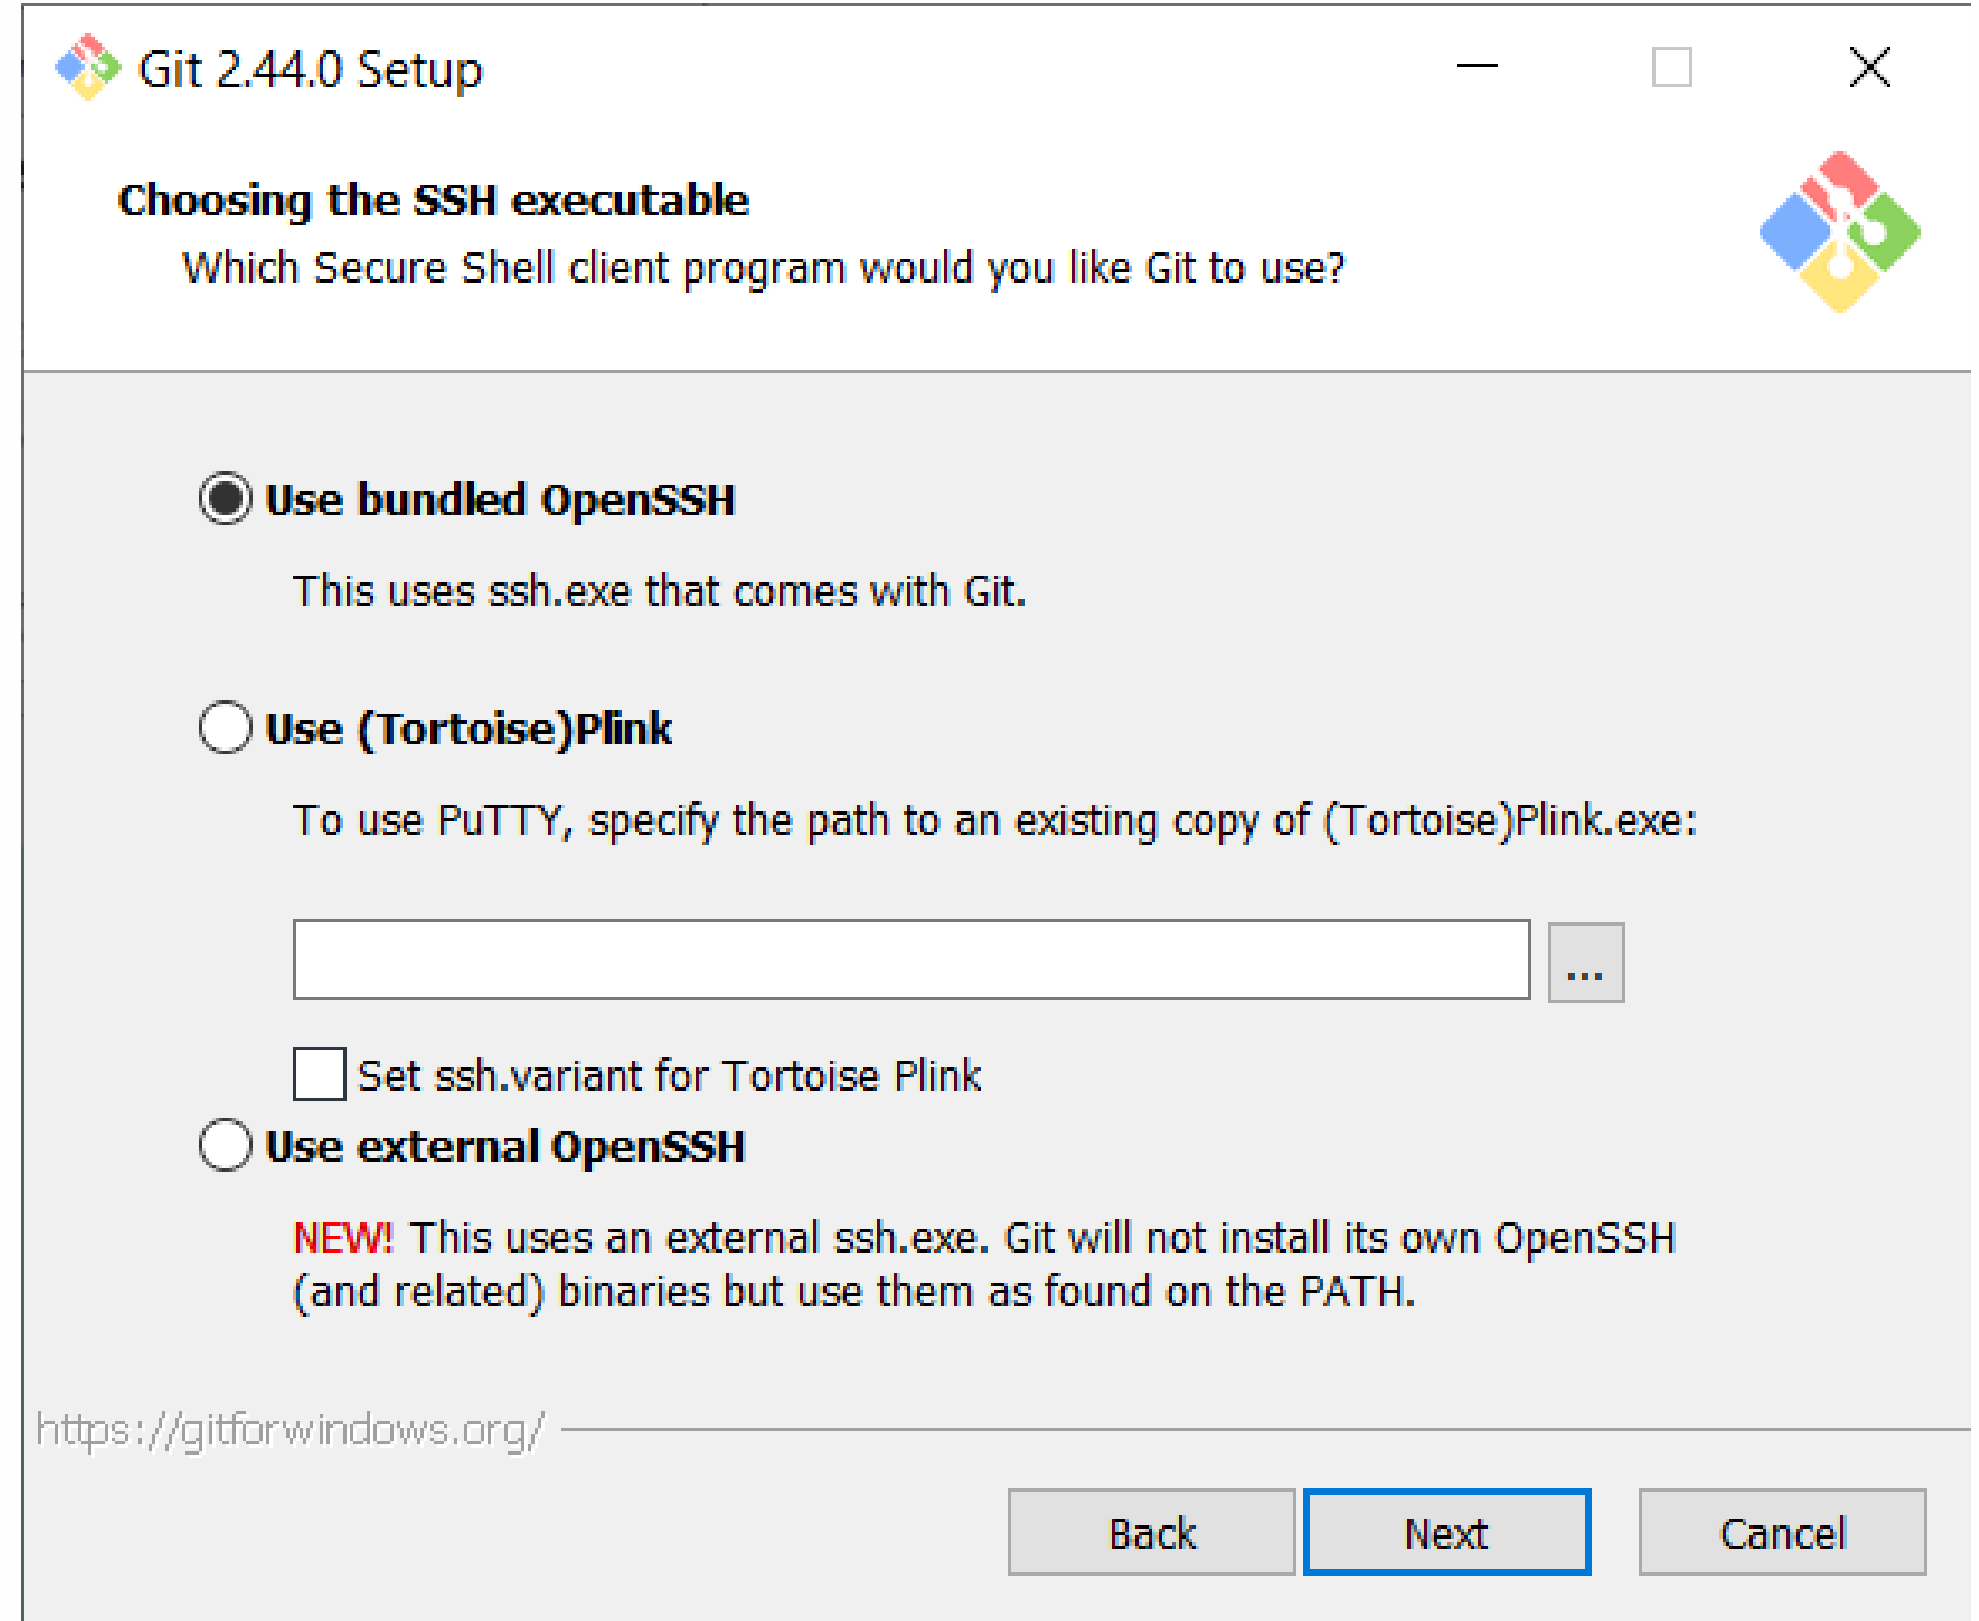 Git 2.44.0 Setup
Choosing the SSH executable
Which Secure Shell client program would you like Git to use?
Use bundled OpenSSH
This uses ssh.exe that comes with Git.
Use (Tortoise)Plink
To use PuTTY, specify the path to an existing copy of (Tortoise)Plink.exe:
...
Set ssh.variant for Tortoise Plink
Use external OpenSSH
NEW! This uses an external ssh.exe. Git will not install its own OpenSSH
(and related) binaries but use them as found on the PATH.
https://gitforwindows.org/
Back Next Cancel